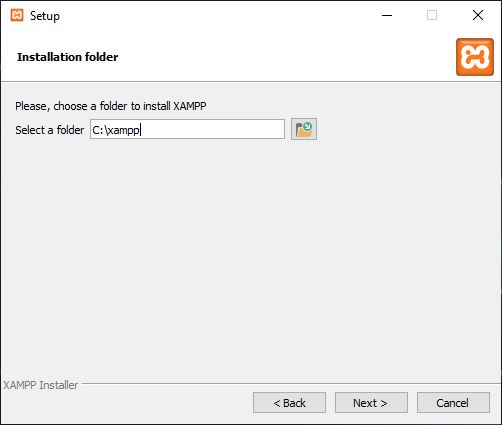 Setup
Installation folder
Please, choose a folder to install XAMPP
Select a folder C:\xampp
XAMPP Installer
< Back Next > Cancel